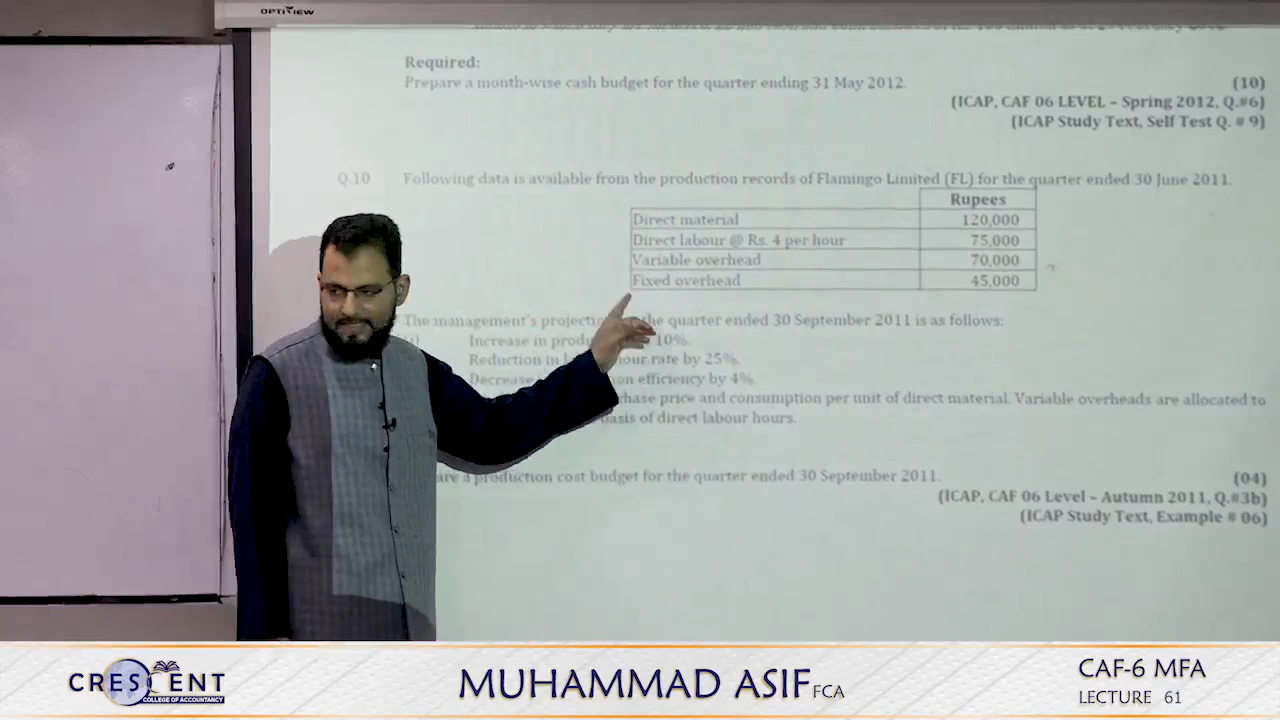 OPTIVIEW
Required:
Prepare a month-wise cash budget for the quarter ending 31 May 2012. (10)
(ICAP, CAF 06 LEVEL – Spring 2012, Q.#6)
(ICAP Study Text, Self Test Q. # 9)
Q.10 Following data is available from the production records of Flamingo Limited (FL) for the quarter ended 30 June 2011.
Rupees
Direct material 120,000
Direct labour @ Rs. 4 per hour 75,000
Variable overhead 70,000
Fixed overhead 45,000
The management's projection the quarter ended 30 September 2011 is as follows:
Increase in 10%.
Reduction in rate by 25%.
Decrease efficiency by 4%.
price and consumption per unit of direct material. Variable overheads are allocated to
basis of direct labour hours.
a production cost budget for the quarter ended 30 September 2011. (04)
(ICAP, CAF 06 Level – Autumn 2011, Q.#3b)
(ICAP Study Text, Example # 06)
CRESCENT
COLLEGE OF ACCOUNTANCY
MUHAMMAD ASIF FCA
CAF-6 MFA
LECTURE 61